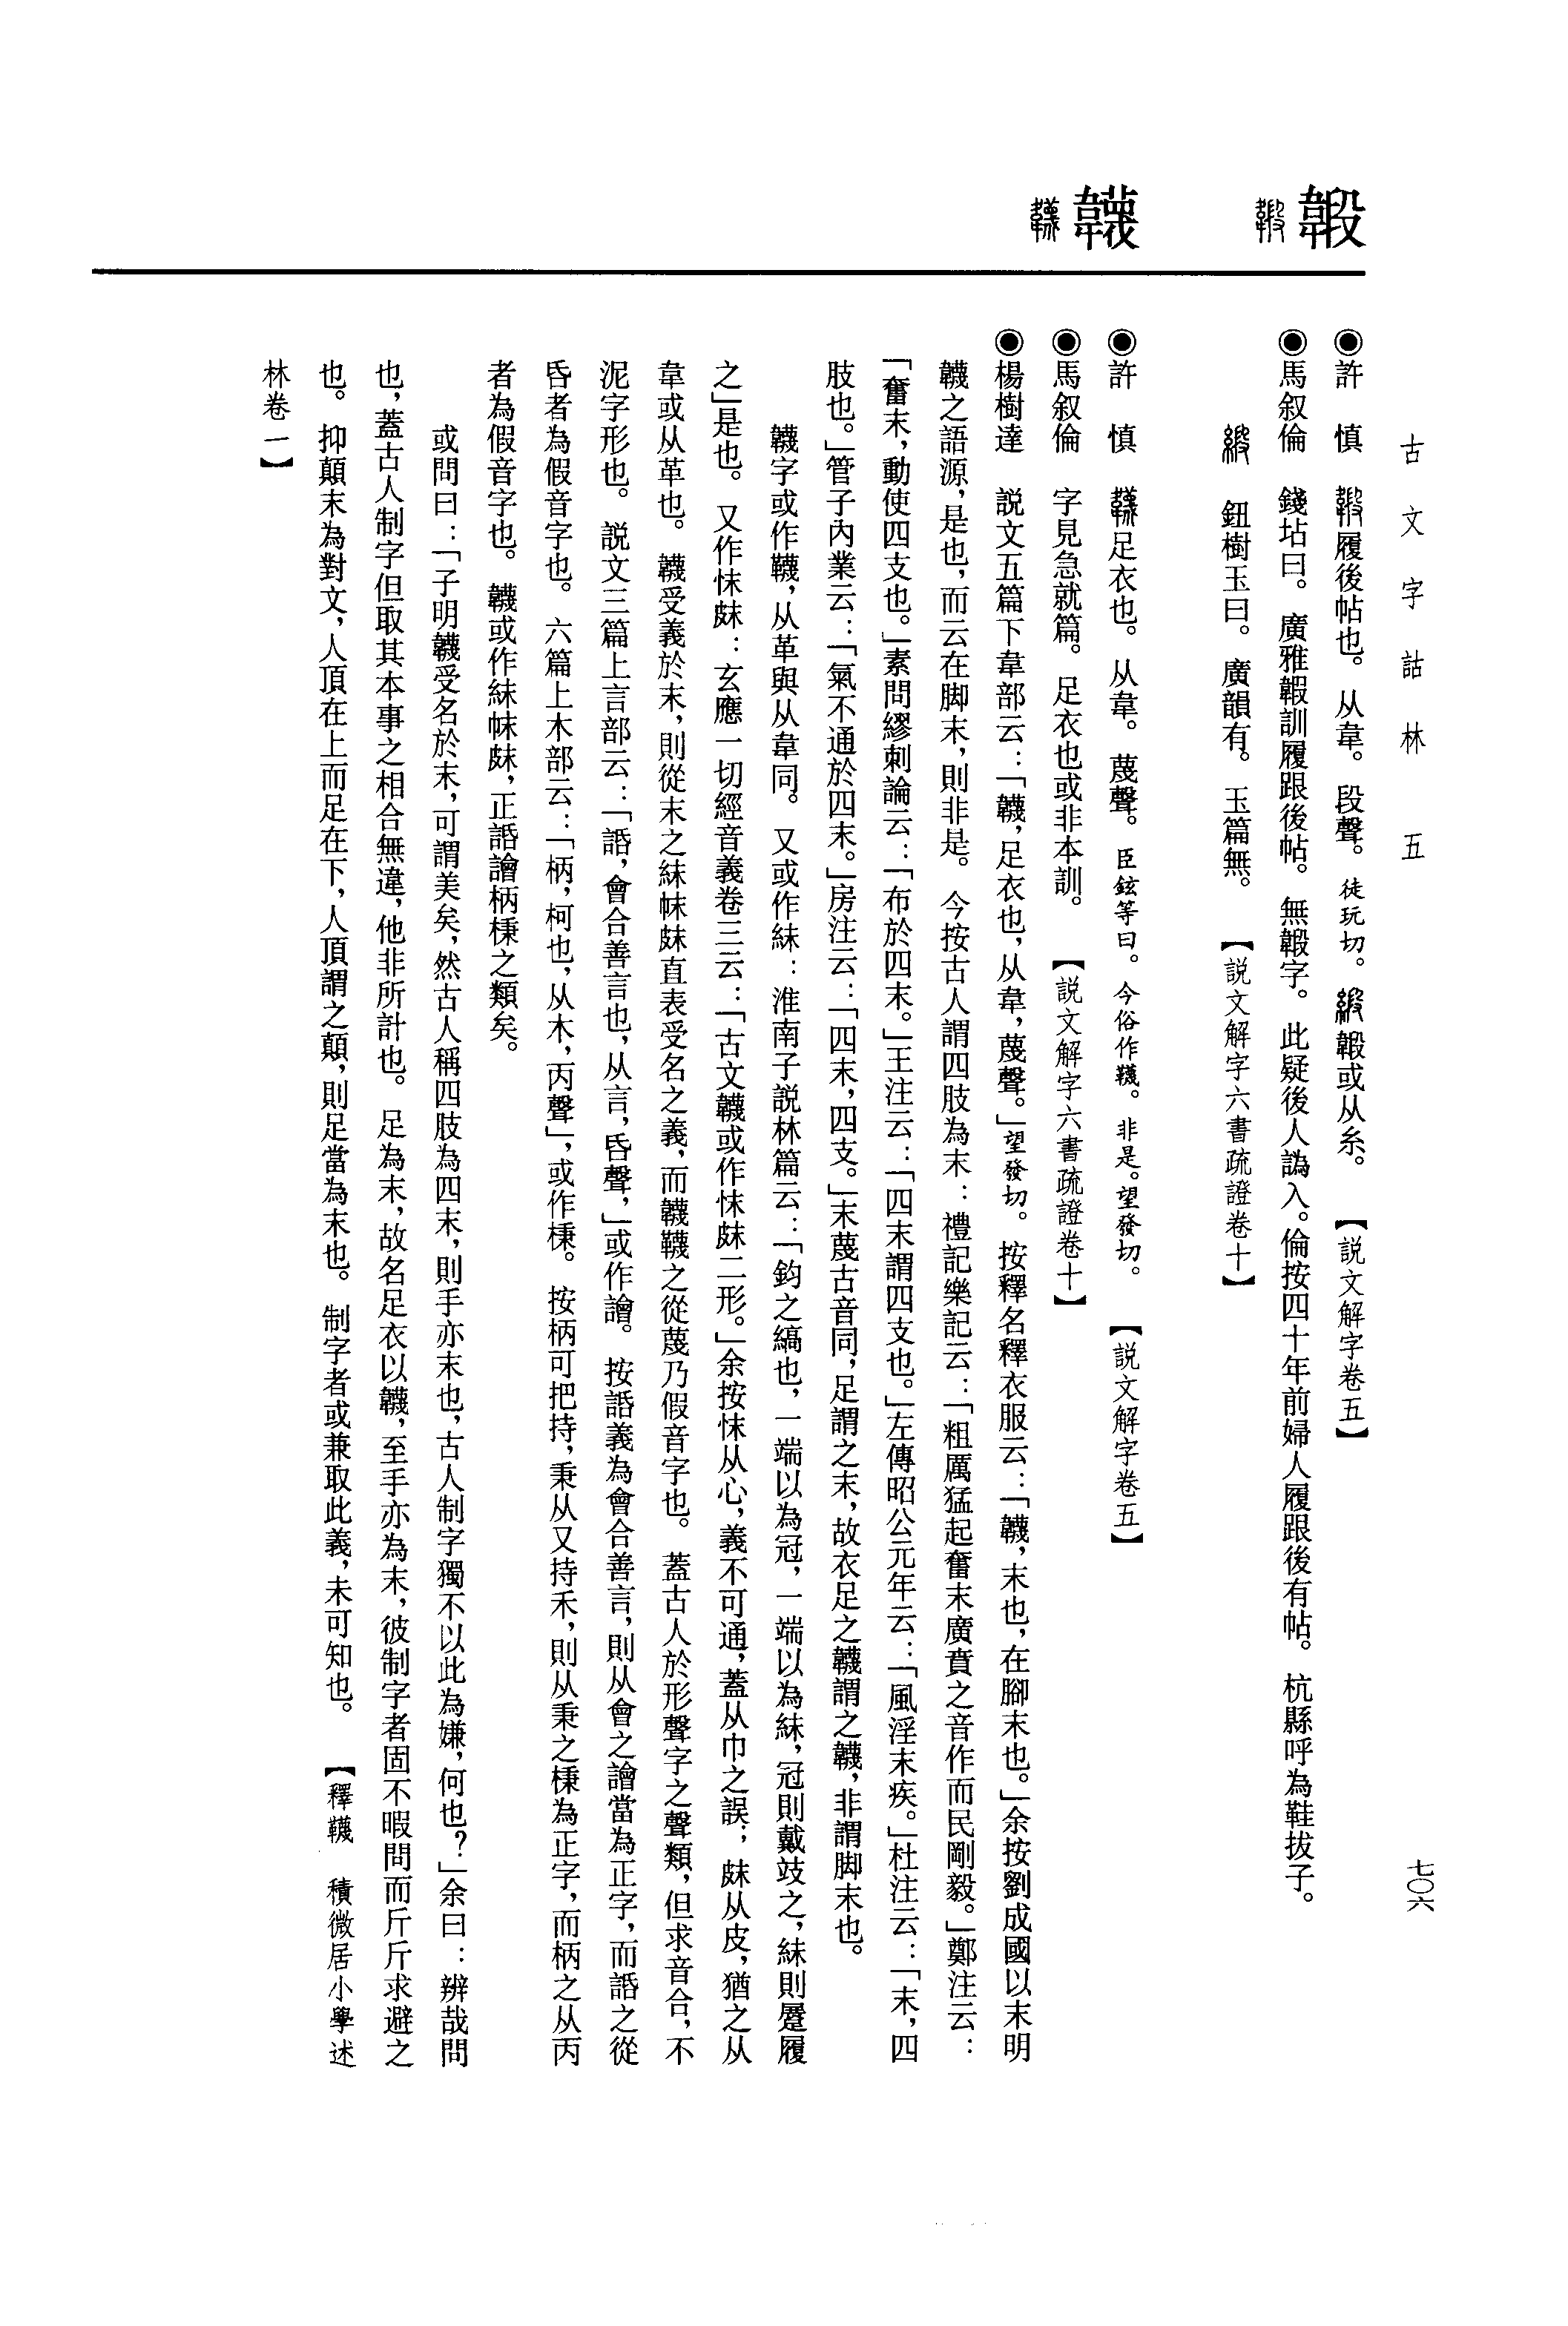 古文字詁林　五
七〇六
韈
◉許　慎　履後帖也。从韋。段聲。徒玩切。或从糸。【説文解字卷五】
◉馬叙倫　錢坫曰。廣雅訓履跟後帖。無字。此疑後人譌入。倫按四十年前婦人履跟後有帖。杭縣呼為鞋拔子。
鈕樹玉曰。廣韻有。玉篇無。【説文解字六書疏證卷十】
◉許　慎　足衣也。从韋。蔑聲。臣鉉等曰。今俗作韈。非是。望發切。【説文解字卷五】
◉馬叙倫　字見急就篇。足衣也或非本訓。【説文解字六書疏證卷十】
◉楊樹達　説文五篇下韋部云：「韤，足衣也，从韋，蔑聲。」望發切。按釋名釋衣服云：「韤，末也，在腳末也。」余按劉成國以末明
韤之語源，是也，而云在脚末，則非是。今按古人謂四肢為末：禮記樂記云：「粗厲猛起奮末廣賁之音作而民剛毅。」鄭注云：
「奮末，動使四支也。」素問繆刺論云：「布於四末。」王注云：「四末謂四支也。」左傳昭公元年云：「風淫末疾。」杜注云：「末，四
肢也。」管子内業云：「氣不通於四末。」房注云：「四末，四支。」末蔑古音同，足謂之末，故衣足之韤謂之韤，非謂脚末也。
韤字或作韈，从革與从韋同。又或作絉：淮南子説林篇云：「鈞之縞也，一端以為冠，一端以為絉，冠則戴攱之，絉則蹷履
之」是也。又作怽䩋：玄應一切經音義卷三云：「古文韤或作怽二形。」余按怽从心，義不可通，蓋从巾之誤；从皮，猶之从
韋或从革也。韤受義於末，則從末之絉帓直表受名之義，而韤韈之從蔑乃假音字也。蓋古人於形聲字之聲類，但求音合，不
泥字形也。説文三篇上言部云：「䛡，會合善言也，从言，昏聲，」或作譮。按䛡義為會合善言，則从會之譮當為正字，而䛡之從
昏者為假音字也。六篇上木部云：「柄，柯也，从木，丙聲」，或作棅。按柄可把持，秉从又持禾，則从秉之棅為正字，而柄之从丙
者為假音字也。韤或作絉帓，正䛡譮柄棅之類矣。
或問曰：「子明韤受名於末，可謂美矣，然古人稱四肢為四末，則手亦末也，古人制字獨不以此為嫌，何也？」余曰：辨哉問
也，蓋古人制字但取其本事之相合無違，他非所計也。足為末，故名足衣以韤，至手亦為末，彼制字者固不暇問而斤斤求避之
也。抑顛末為對文，人頂在上而足在下，人頂謂之顛，則足當為末也。制字者或兼取此義，未可知也。【釋韤　積微居小學述
林卷一】